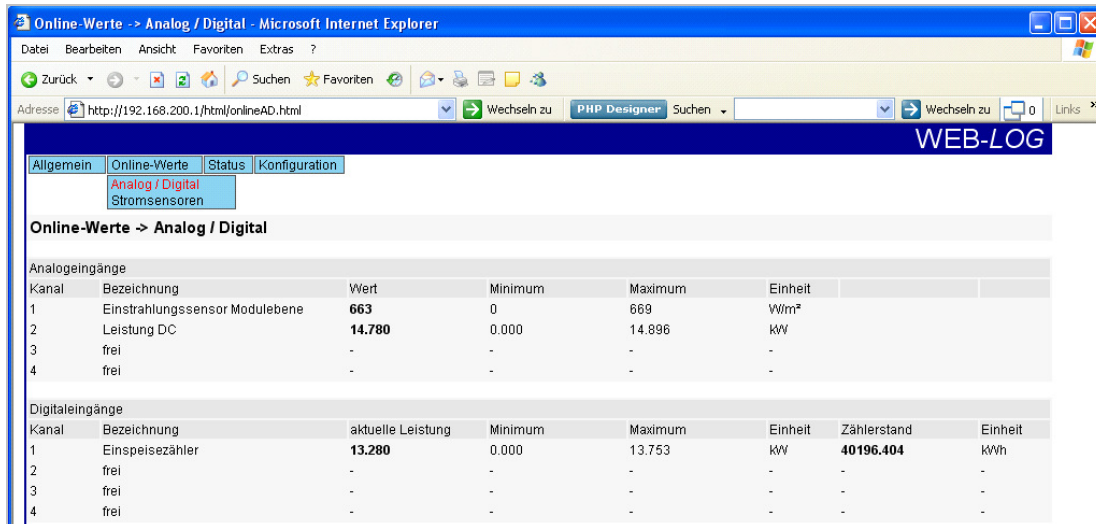 Online-Werte -> Analog / Digital - Microsoft Internet Explorer
Datei Bearbeiten Ansicht Favoriten Extras ?
Zurück Suchen Favoriten
Adresse http://192.168.200.1/html/onlineAD.html Wechseln zu PHP Designer Suchen Wechseln zu 0 Links »
WEB-LOG
Allgemein Online-Werte Status Konfiguration
Analog / Digital
Stromsensoren
Online-Werte -> Analog / Digital
Analogeingänge
Kanal Bezeichnung Wert Minimum Maximum Einheit
1 Einstrahlungssensor Modulebene 663 0 669 W/m²
2 Leistung DC 14.780 0.000 14.896 kW
3 frei - - - -
4 frei - - - -
Digitaleingänge
Kanal Bezeichnung aktuelle Leistung Minimum Maximum Einheit Zählerstand Einheit
1 Einspeisezähler 13.280 0.000 13.753 kW 40196.404 kWh
2 frei - - - - - -
3 frei - - - - - -
4 frei - - - - - -